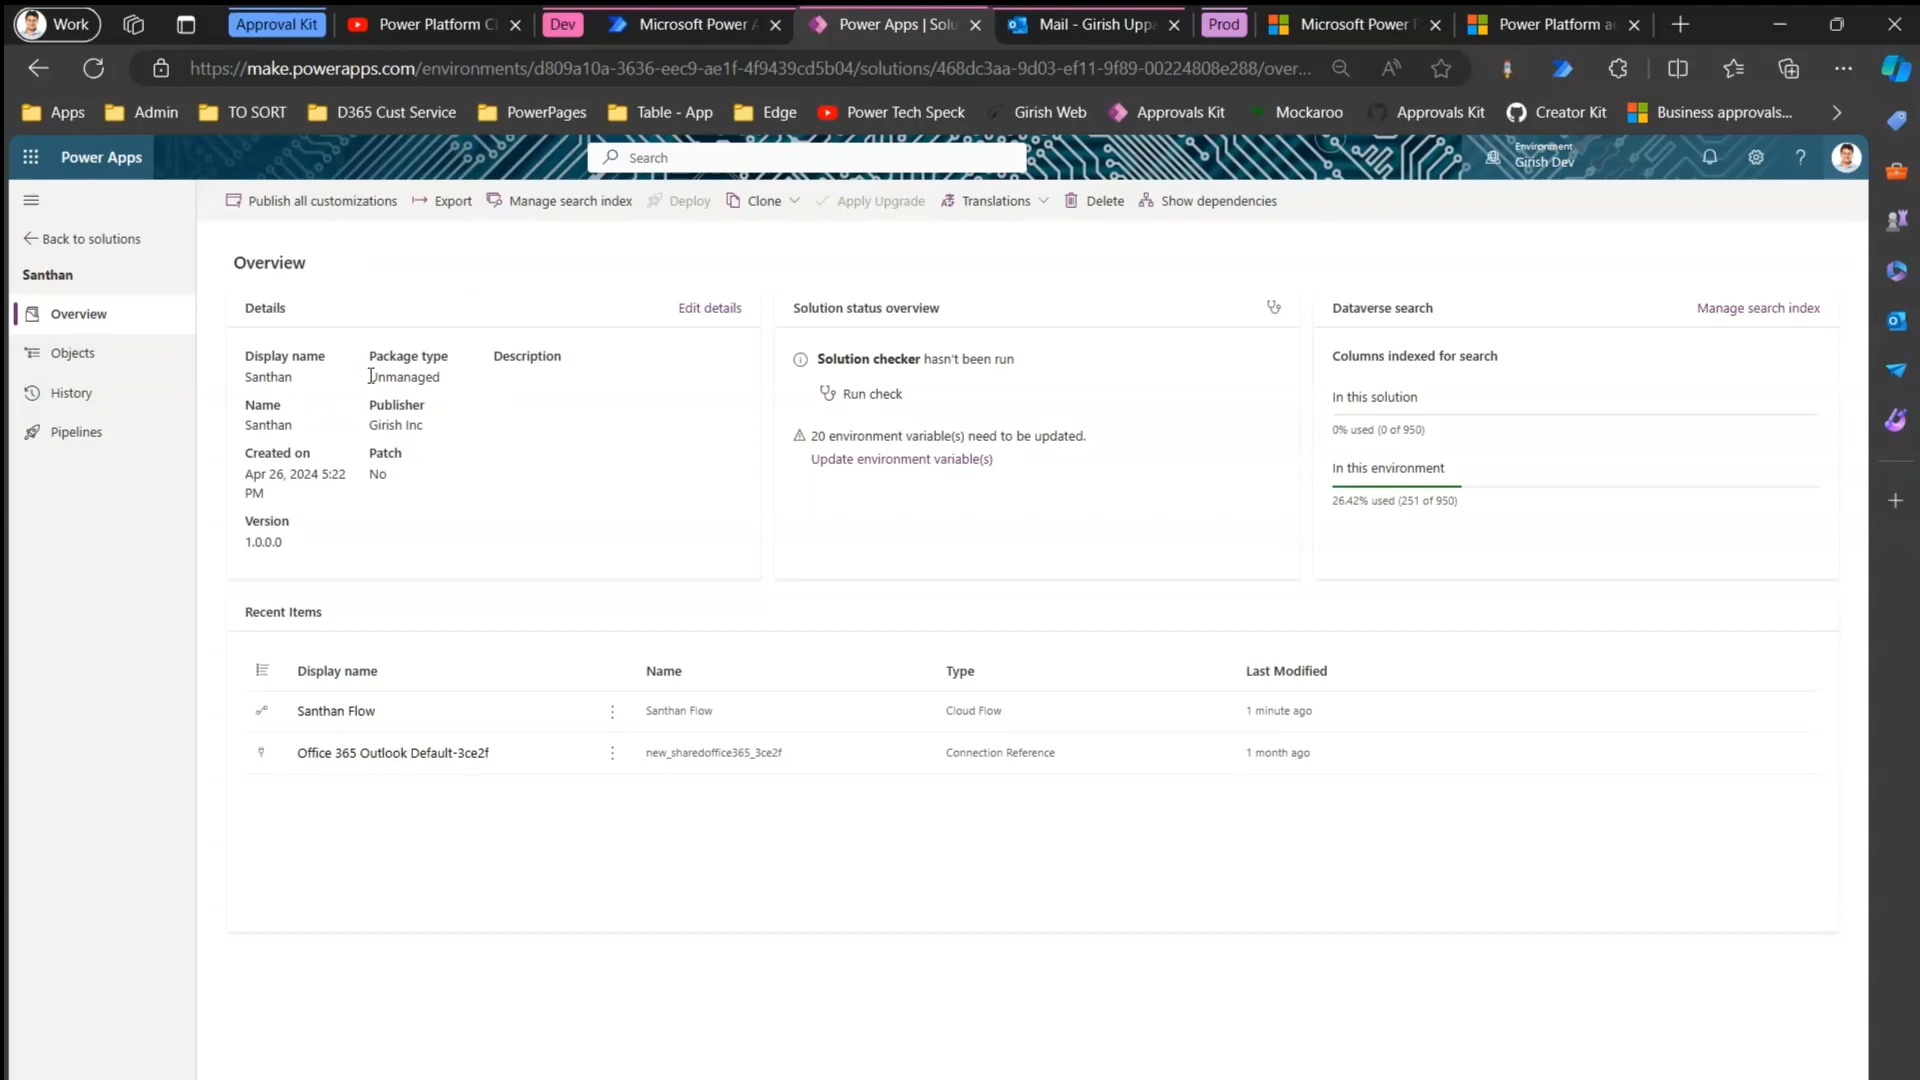 Work
Approval Kit
Power Platform C
Dev
Microsoft Power A
Power Apps | Solu
Mail - Girish Uppa
Prod
Microsoft Power P
Power Platform a
https://make.powerapps.com/environments/d809a10a-3636-eec9-ae1f-4f9439cd5b04/solutions/468dc3aa-9d03-ef11-9f89-00224808e288/over...
Apps
Admin
TO SORT
D365 Cust Service
PowerPages
Table - App
Edge
Power Tech Speck
Girish Web
Approvals Kit
Mockaroo
Approvals Kit
Creator Kit
Business approvals...
Power Apps
Search
Environment
Girish Dev
Publish all customizations
Export
Manage search index
Deploy
Clone
Apply Upgrade
Translations
Delete
Show dependencies
Back to solutions
Santhan
Overview
Objects
History
Pipelines
Overview
Details
Edit details
Display name
Santhan
Package type
Unmanaged
Description
Name
Santhan
Publisher
Girish Inc
Created on
Apr 26, 2024 5:22
PM
Patch
No
Version
1.0.0.0
Solution status overview
Solution checker hasn't been run
Run check
20 environment variable(s) need to be updated.
Update environment variable(s)
Dataverse search
Manage search index
Columns indexed for search
In this solution
0% used (0 of 950)
In this environment
26.42% used (251 of 950)
Recent Items
Display name
Name
Type
Last Modified
Santhan Flow
Santhan Flow
Cloud Flow
1 minute ago
Office 365 Outlook Default-3ce2f
new_sharedoffice365_3ce2f
Connection Reference
1 month ago